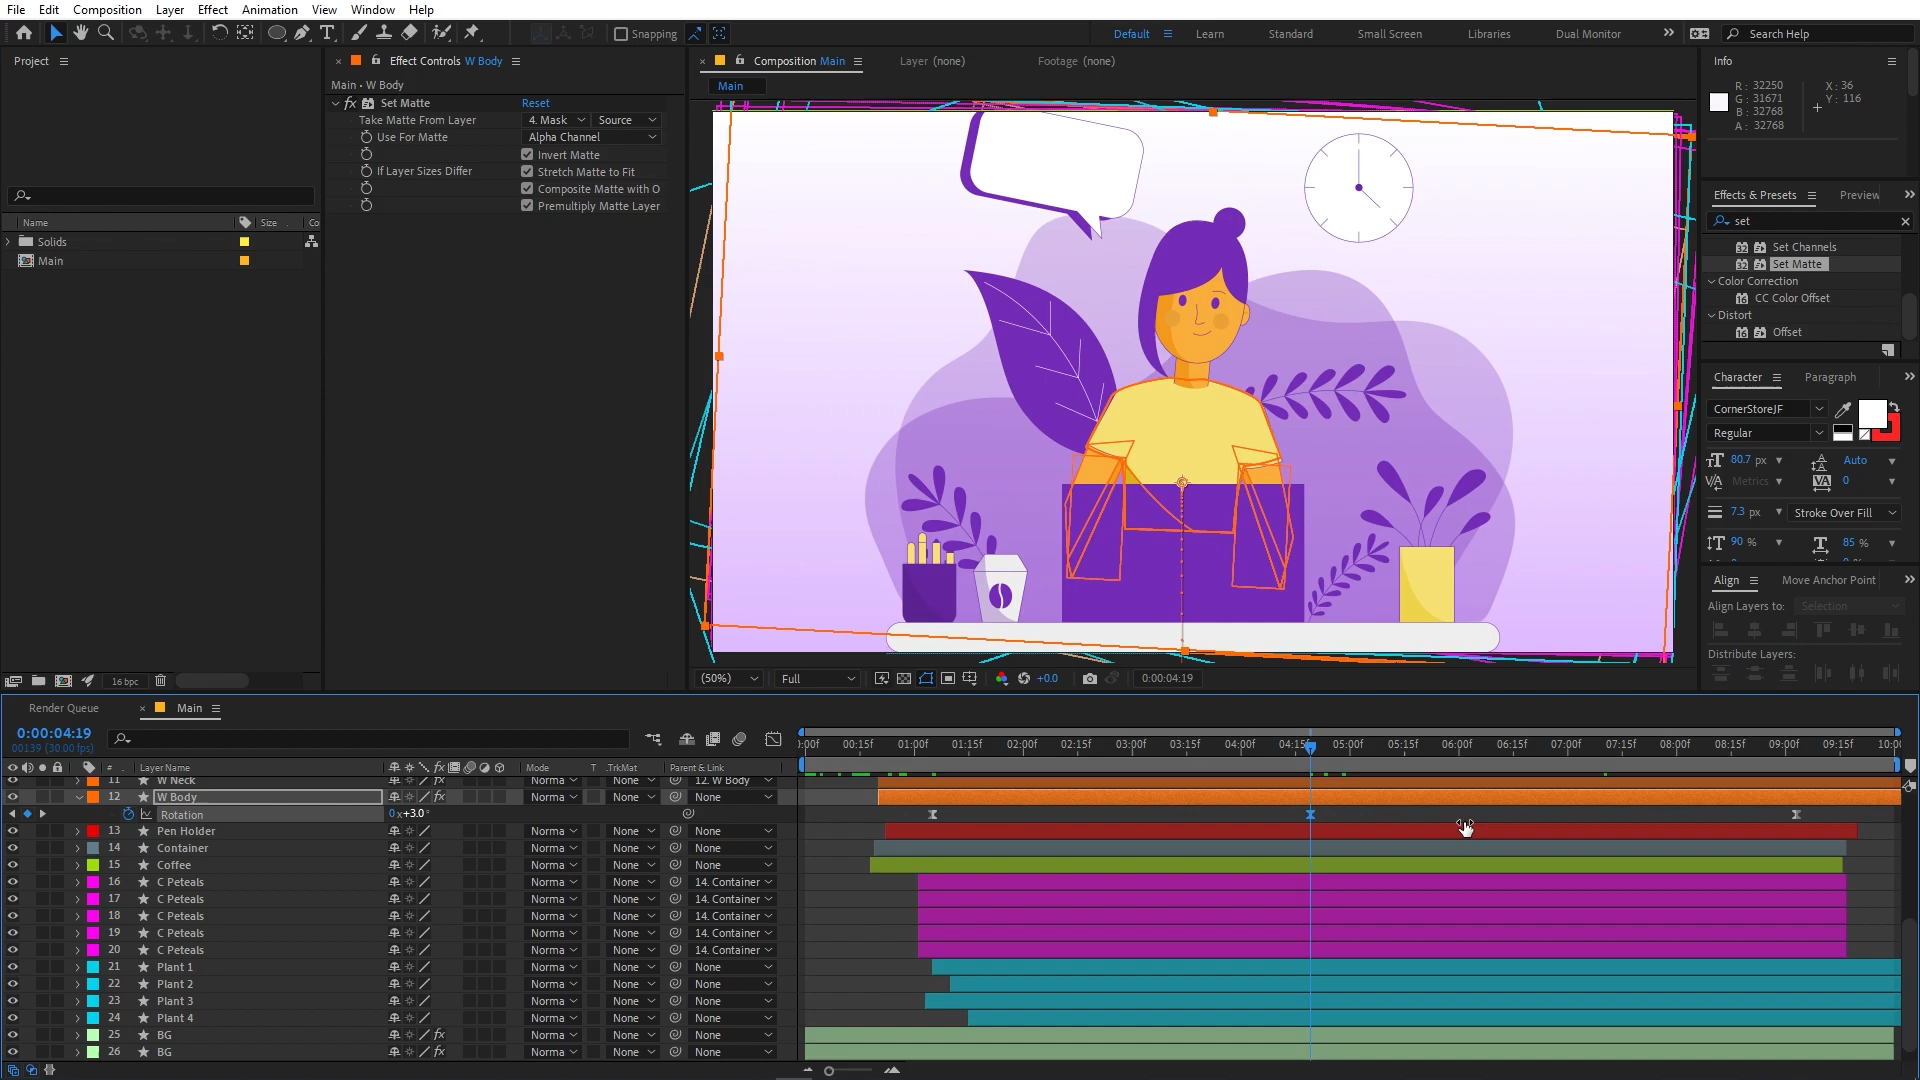 File Edit Composition Layer Effect Animation View Window Help
Snapping
Default Learn Standard Small Screen Libraries Dual Monitor Search Help
Project
Effect Controls W Body
Composition Main Layer (none) Footage (none)
Info
Main • W Body
Main
R : 32250 X : 36
G : 31671 Y : 116
B : 32768
A : 32768
fx Set Matte Reset
Take Matte From Layer 4. Mask Source
Use For Matte Alpha Channel
Invert Matte
If Layer Sizes Differ Stretch Matte to Fit
Composite Matte with O
Premultiply Matte Layer
Effects & Presets Preview
set
Name Size Co
Solids
Main
Set Channels
Set Matte
Color Correction
CC Color Offset
Distort
Offset
Character Paragraph
CornerStoreJF
Regular
80.7 px Auto
Metrics 0
7.3 px Stroke Over Fill
90 % 85 %
Align Move Anchor Point
Align Layers to: Selection
Distribute Layers:
16 bpc
(50%) Full +0.0 0:00:04:19
Render Queue Main
0:00:04:19
00139 (30.00 fps)
:00f 00:15f 01:00f 01:15f 02:00f 02:15f 03:00f 03:15f 04:00f 04:15f 05:00f 05:15f 06:00f 06:15f 07:00f 07:15f 08:00f 08:15f 09:00f 09:15f 10:00
# Layer Name Mode T .TrkMat Parent & Link
11 W Neck Norma None 12. W Body
12 W Body Norma None None
Rotation 0x+3.0°
13 Pen Holder Norma None None
14 Container Norma None None
15 Coffee Norma None None
16 C Peteals Norma None 14. Container
17 C Peteals Norma None 14. Container
18 C Peteals Norma None 14. Container
19 C Peteals Norma None 14. Container
20 C Peteals Norma None 14. Container
21 Plant 1 Norma None None
22 Plant 2 Norma None None
23 Plant 3 Norma None None
24 Plant 4 Norma None None
25 BG Norma None None
26 BG Norma None None